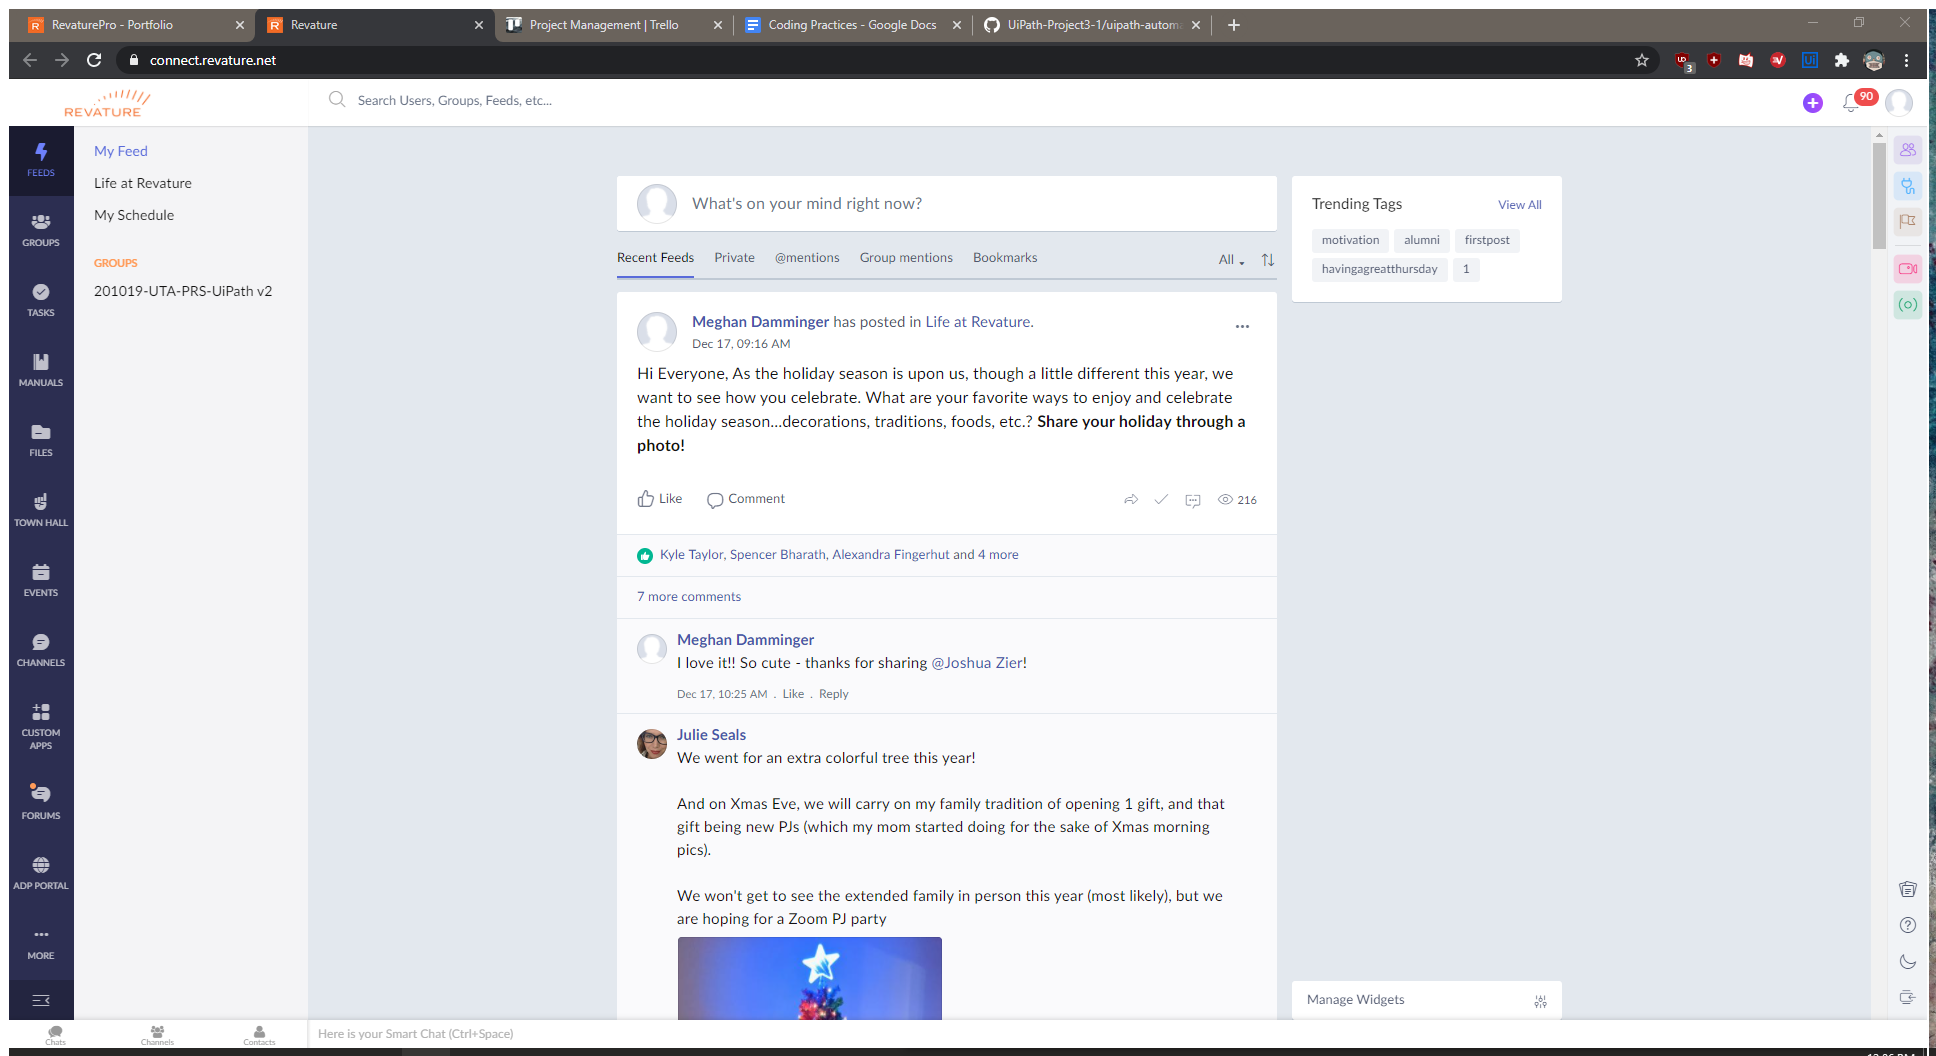 RevaturePro - Portfolio
Revature
Project Management | Trello
Coding Practices - Google Docs
UiPath-Project3-1/uipath-autom
connect.revature.net
3
REVATURE
Search Users, Groups, Feeds, etc...
90
FEEDS
GROUPS
TASKS
MANUALS
FILES
TOWN HALL
EVENTS
CHANNELS
CUSTOM
APPS
FORUMS
ADP PORTAL
MORE
My Feed
Life at Revature
My Schedule
GROUPS
201019-UTA-PRS-UiPath v2
What's on your mind right now?
Recent Feeds Private @mentions Group mentions Bookmarks All
Meghan Damminger has posted in Life at Revature.
Dec 17, 09:16 AM
Hi Everyone, As the holiday season is upon us, though a little different this year, we
want to see how you celebrate. What are your favorite ways to enjoy and celebrate
the holiday season...decorations, traditions, foods, etc.? Share your holiday through a
photo!
Like Comment 216
Kyle Taylor, Spencer Bharath, Alexandra Fingerhut and 4 more
7 more comments
Meghan Damminger
I love it!! So cute - thanks for sharing @Joshua Zier!
Dec 17, 10:25 AM . Like . Reply
Julie Seals
We went for an extra colorful tree this year!
And on Xmas Eve, we will carry on my family tradition of opening 1 gift, and that
gift being new PJs (which my mom started doing for the sake of Xmas morning
pics).
We won't get to see the extended family in person this year (most likely), but we
are hoping for a Zoom PJ party
Trending Tags View All
motivation alumni firstpost
havingagreatthursday 1
Manage Widgets
Chats Channels Contacts
Here is your Smart Chat (Ctrl+Space)